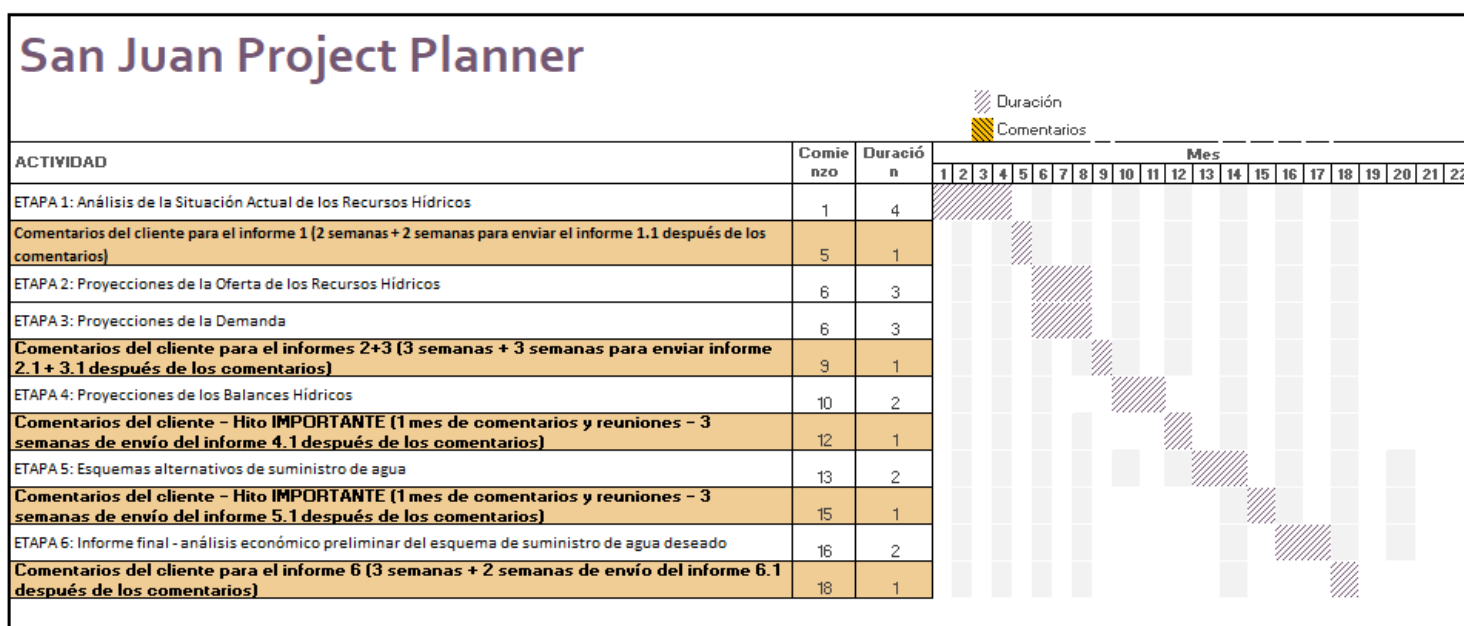 San Juan Project Planner
Duración
Comentarios
ACTIVIDAD
Comie
nzo
Duració
n
Mes
1 2 3 4 5 6 7 8 9 10 11 12 13 14 15 16 17 18 19 20 21 22
ETAPA 1: Análisis de la Situación Actual de los Recursos Hídricos 1 4
Comentarios del cliente para el informe 1 (2 semanas + 2 semanas para enviar el informe 1.1 después de los
comentarios) 5 1
ETAPA 2: Proyecciones de la Oferta de los Recursos Hídricos 6 3
ETAPA 3: Proyecciones de la Demanda 6 3
Comentarios del cliente para el informes 2+3 (3 semanas + 3 semanas para enviar informe
2.1 + 3.1 después de los comentarios) 9 1
ETAPA 4: Proyecciones de los Balances Hídricos 10 2
Comentarios del cliente – Hito IMPORTANTE (1 mes de comentarios y reuniones – 3
semanas de envío del informe 4.1 después de los comentarios) 12 1
ETAPA 5: Esquemas alternativos de suministro de agua 13 2
Comentarios del cliente – Hito IMPORTANTE (1 mes de comentarios y reuniones – 3
semanas de envío del informe 5.1 después de los comentarios) 15 1
ETAPA 6: Informe final - análisis económico preliminar del esquema de suministro de agua deseado 16 2
Comentarios del cliente para el informe 6 (3 semanas + 2 semanas de envío del informe 6.1
después de los comentarios) 18 1